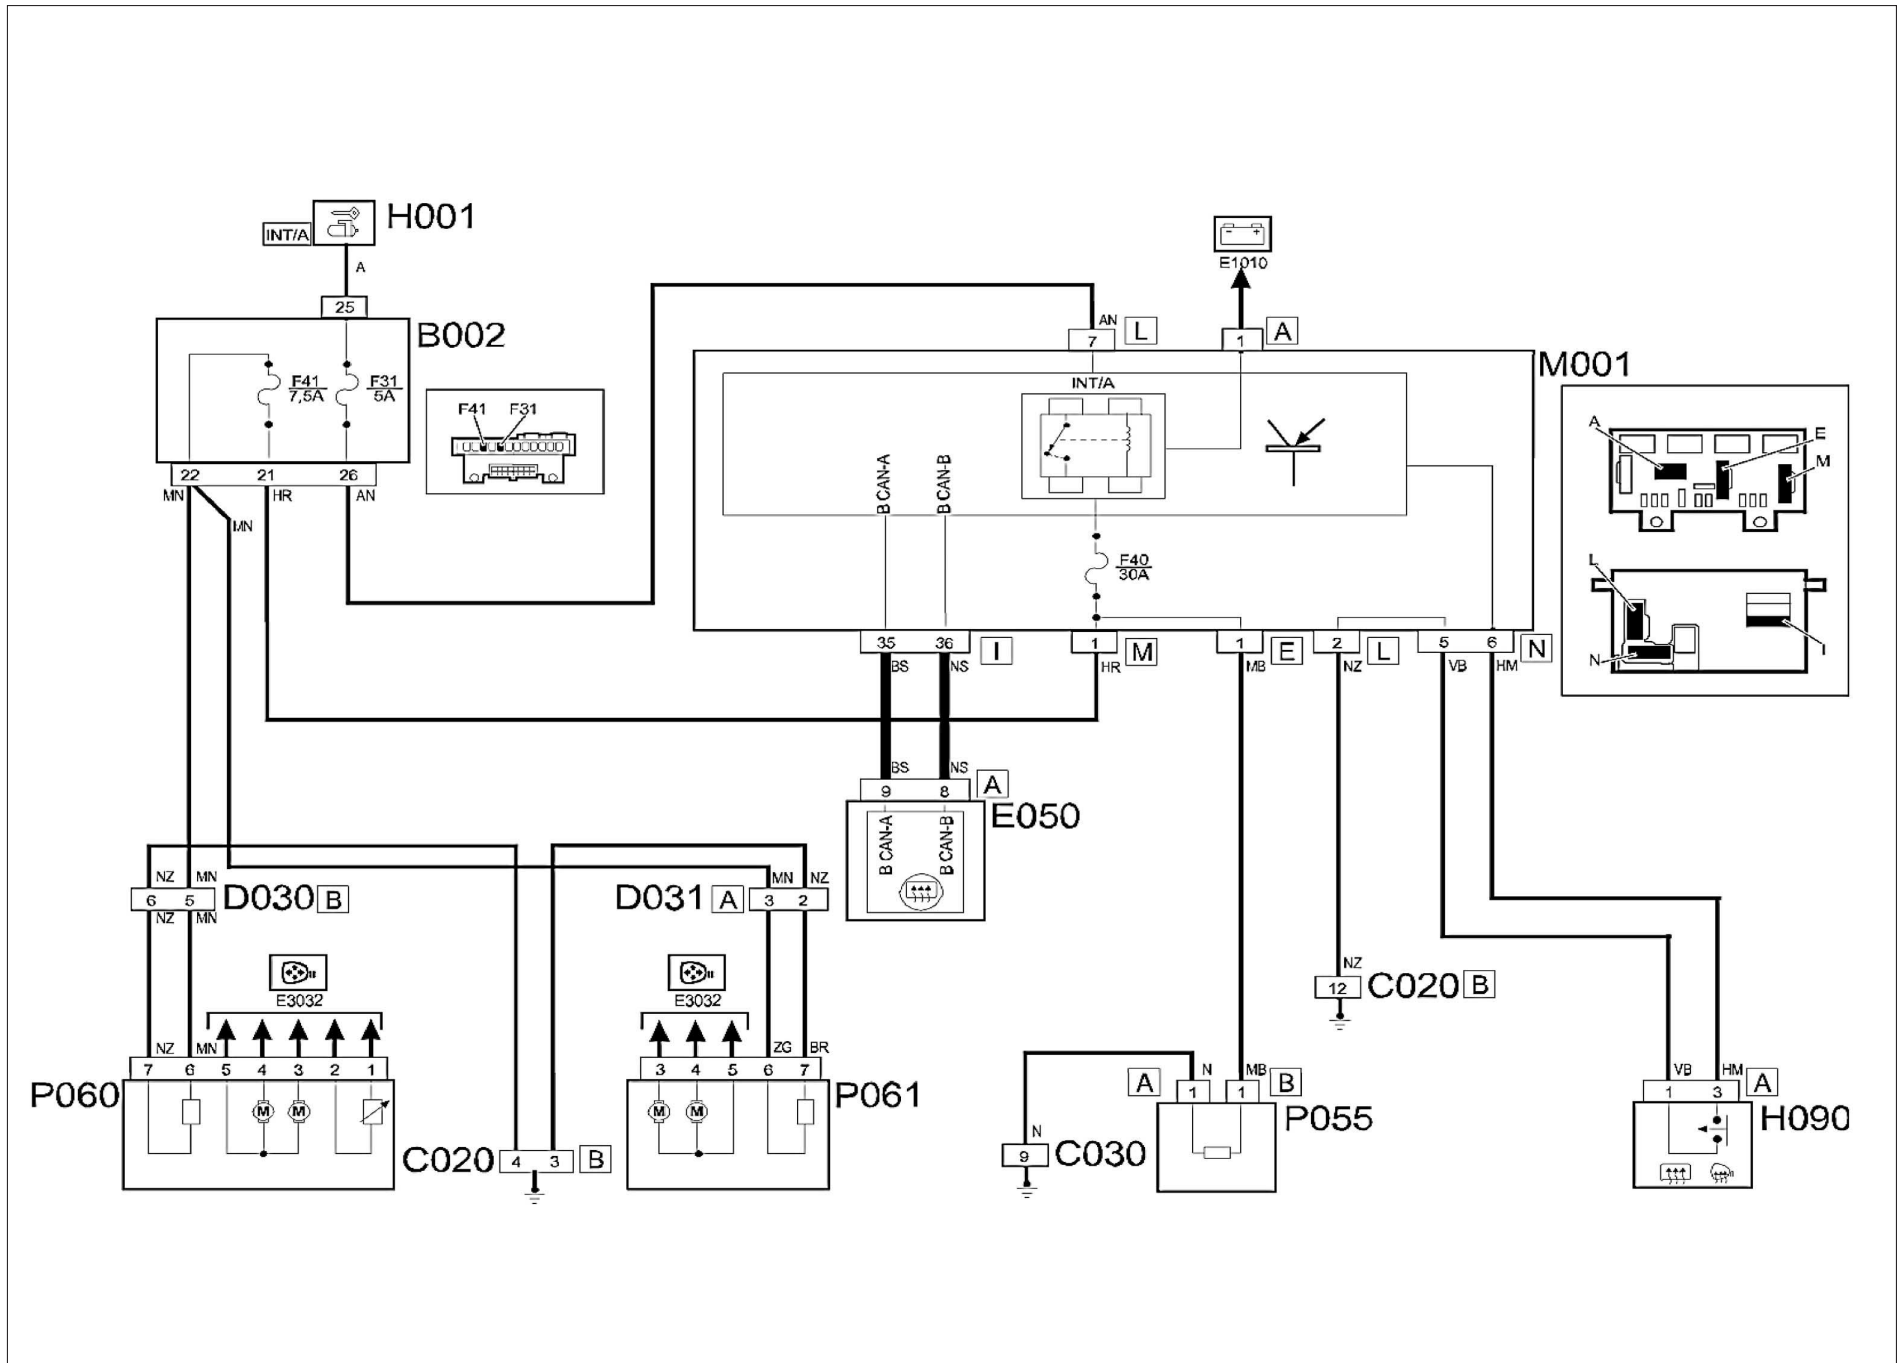 H001
INT/A
A
25
B002
F41
7,5A
F31
5A
22 21 26
MN HR AN
MN
F41 F31
E1010
AN L A
7 1
M001
INT/A
B CAN-A
B CAN-B
F40
30A
35 36 I 1 M 1 E 2 L 5 6 N
BS NS HR MB NZ VB HM
A
E
M
L
N
I
BS NS
A
9 8
E050
B CAN-A
B CAN-B
NZ MN
6 5
D030 B
NZ MN
MN NZ
D031 A 3 2
E3032
E3032
NZ MN
7 6 5 4 3 2 1
P060
M M
ZG BR
3 4 5 6 7
P061
M M
C020 4 3 B
NZ
12 C020 B
A N MB B
1 1
P055
N
9 C030
VB HM
1 3 A
H090